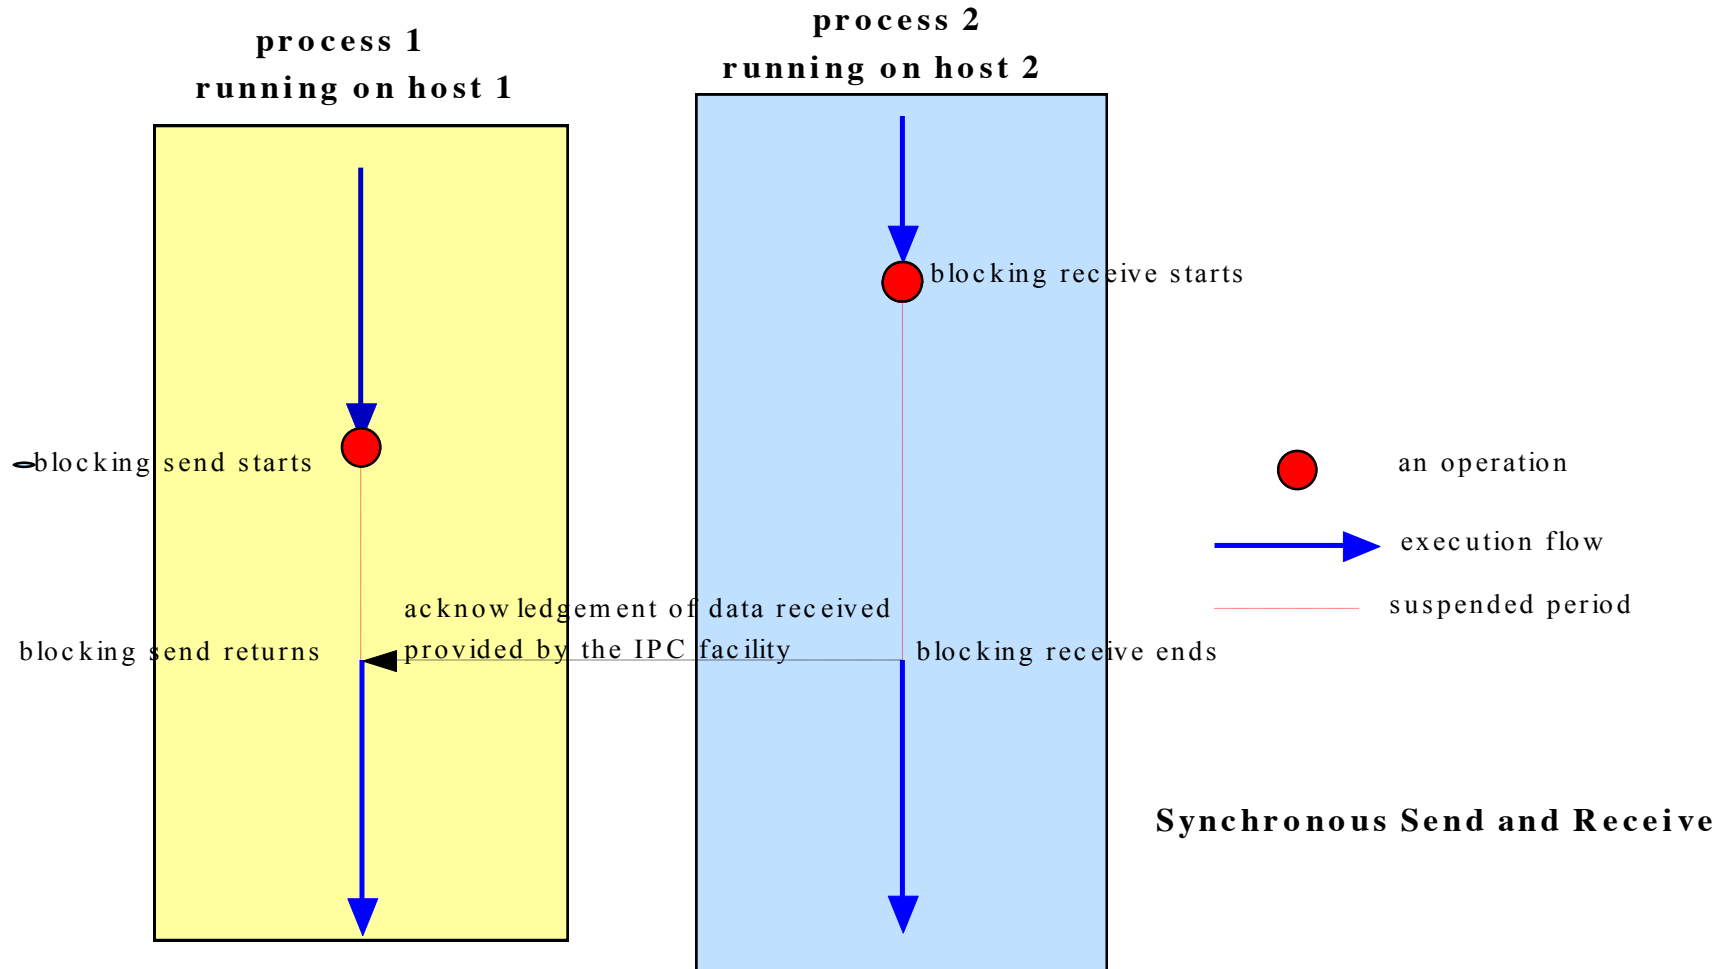 process 1
running on host 1
process 2
running on host 2
blocking receive starts
blocking send starts
an operation
execution flow
suspended period
acknowledgement of data received
provided by the IPC facility
blocking send returns
blocking receive ends
Synchronous Send and Receive